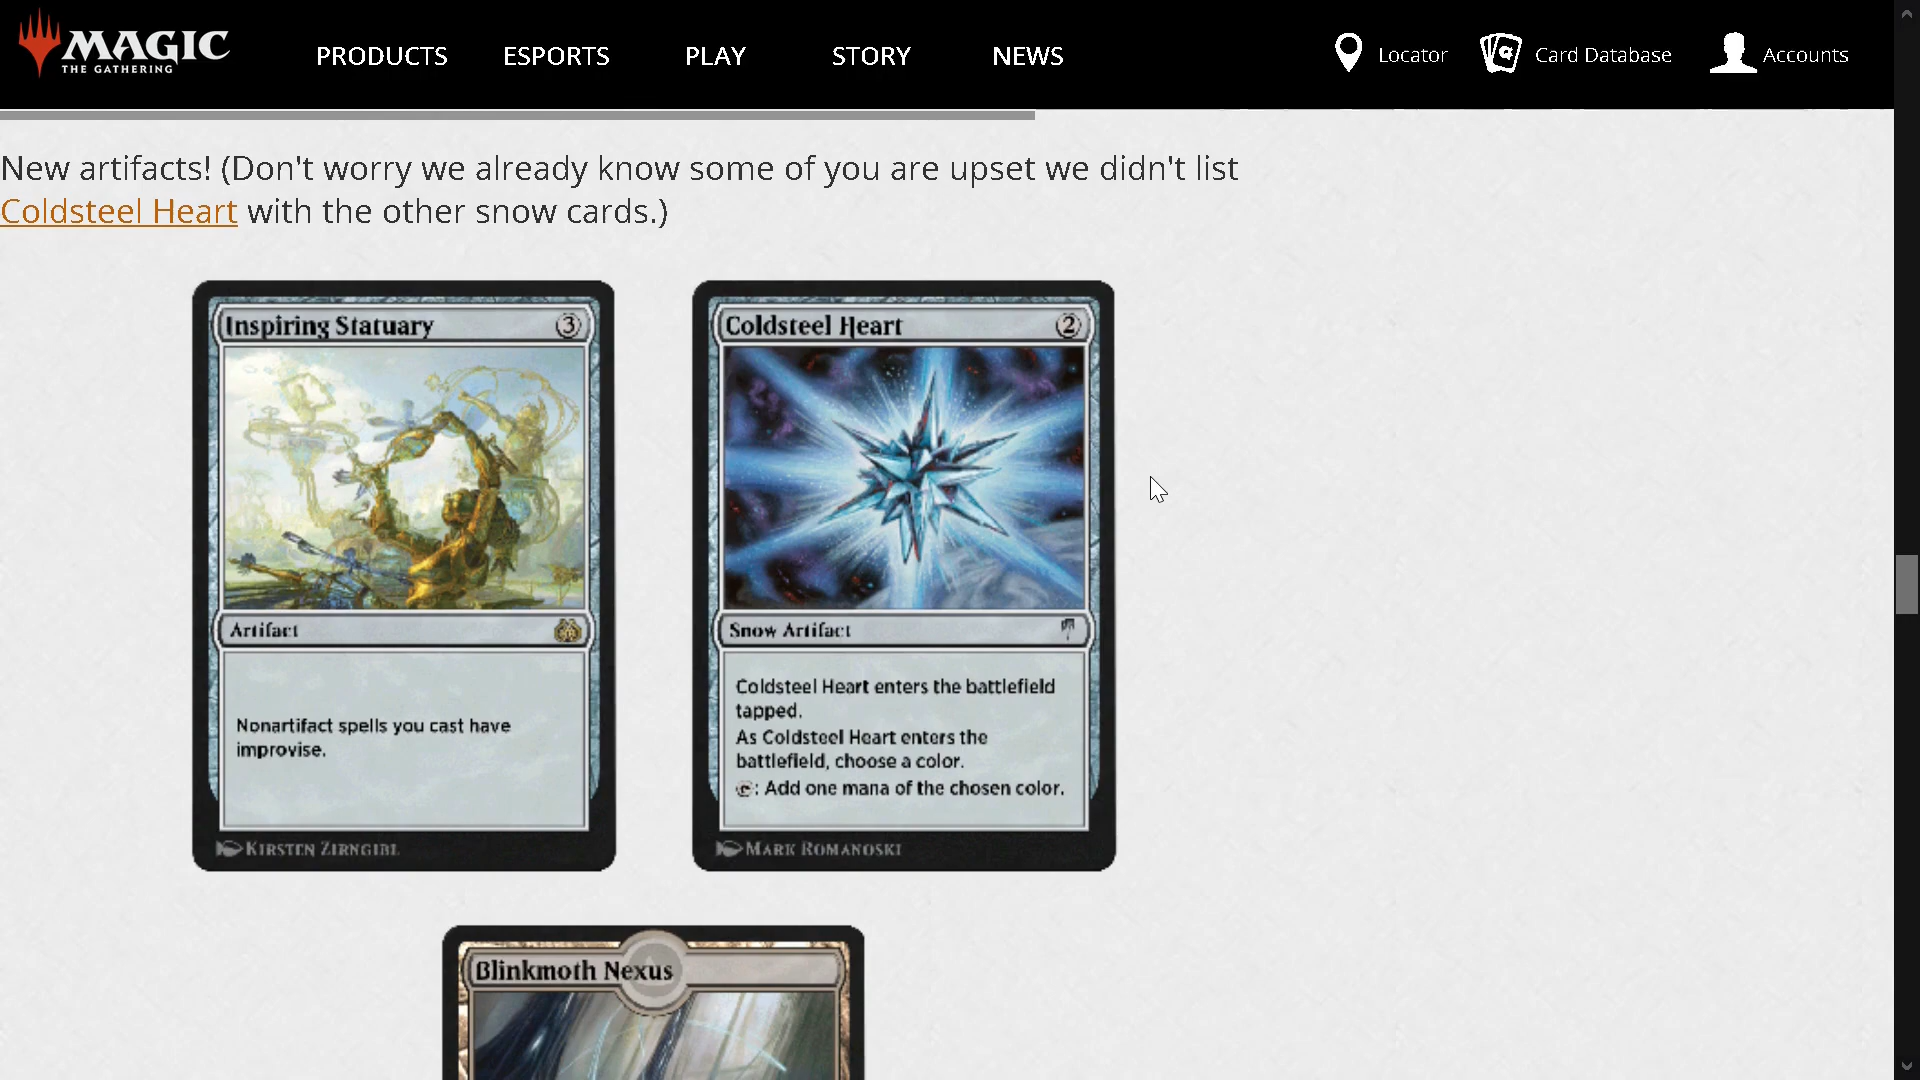 MAGIC
THE GATHERING
PRODUCTS ESPORTS PLAY STORY NEWS
Locator Card Database Accounts
New artifacts! (Don't worry we already know some of you are upset we didn't list
Coldsteel Heart with the other snow cards.)
Inspiring Statuary 3
Artifact
Nonartifact spells you cast have
improvise.
KIRSTEN ZIRNGIBL
Coldsteel Heart 2
Snow Artifact
Coldsteel Heart enters the battlefield
tapped.
As Coldsteel Heart enters the
battlefield, choose a color.
: Add one mana of the chosen color.
MARK ROMANOSKI
Blinkmoth Nexus